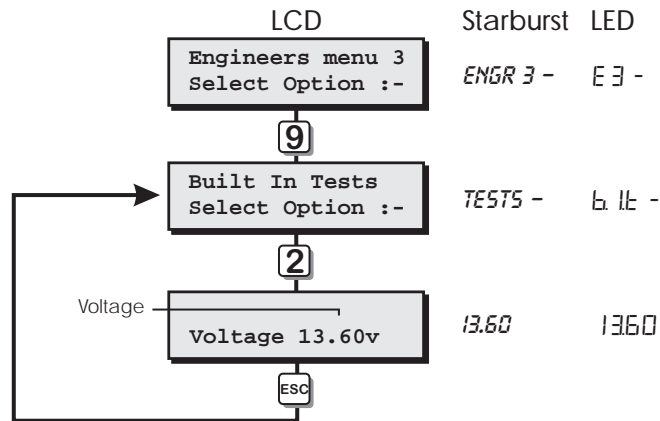 LCD Starburst LED
Engineers menu 3
Select Option :-
ENGR 3 - E 3 -
9
Built In Tests
Select Option :-
TESTS - b. I.t -
2
Voltage
Voltage 13.60v
13.60 13.60
ESC